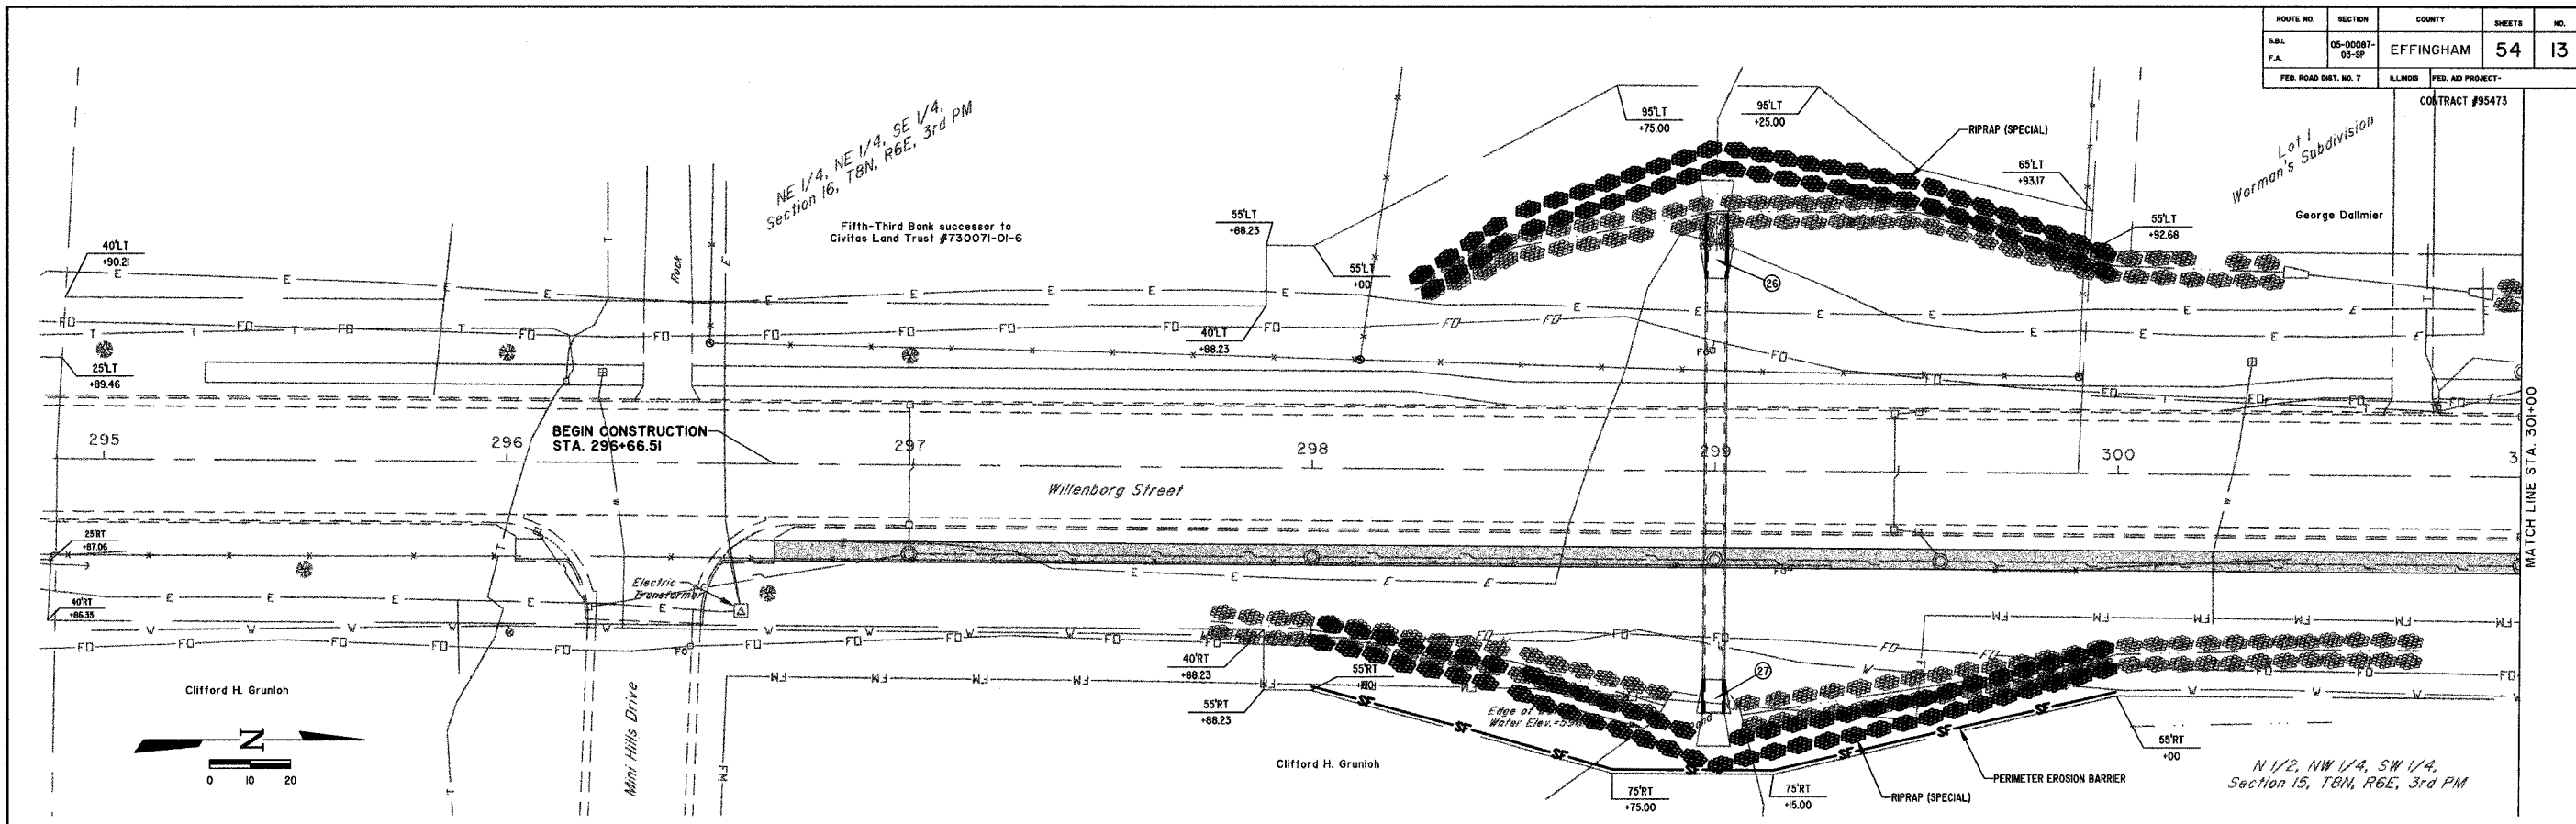 ROUTE NO. SECTION COUNTY SHEETS NO.
S.B.I.
F.A.
05-00087-
03-SP
EFFINGHAM 54 13
FED. ROAD DIST. NO. 7 ILLINOIS FED. AID PROJECT-
CONTRACT #95473
NE 1/4, NE 1/4, SE 1/4,
Section 16, T8N, R6E, 3rd PM
Fifth-Third Bank successor to
Civitas Land Trust #730071-01-6
Rock
40'LT
+90.21
25'LT
+89.46
55'LT
+88.23
55'LT
+00
40'LT
+88.23
95'LT
+75.00
95'LT
+25.00
RIPRAP (SPECIAL)
65'LT
+93.17
55'LT
+92.68
Lot 1
Worman's Subdivision
George Dallmier
26
295 296 297 298 299 300 3
BEGIN CONSTRUCTION
STA. 296+66.51
Willenborg Street
MATCH LINE STA. 301+00
25'RT
+87.06
40'RT
+86.35
Electric
Transformer
Clifford H. Grunloh
N
0 10 20
Mini Hills Drive
40'RT
+88.23
55'RT
+88.23
55'RT
Edge of
Water Elev.=
27
Clifford H. Grunloh
75'RT
+75.00
75'RT
+15.00
RIPRAP (SPECIAL)
PERIMETER EROSION BARRIER
55'RT
+00
N 1/2, NW 1/4, SW 1/4,
Section 15, T8N, R6E, 3rd PM